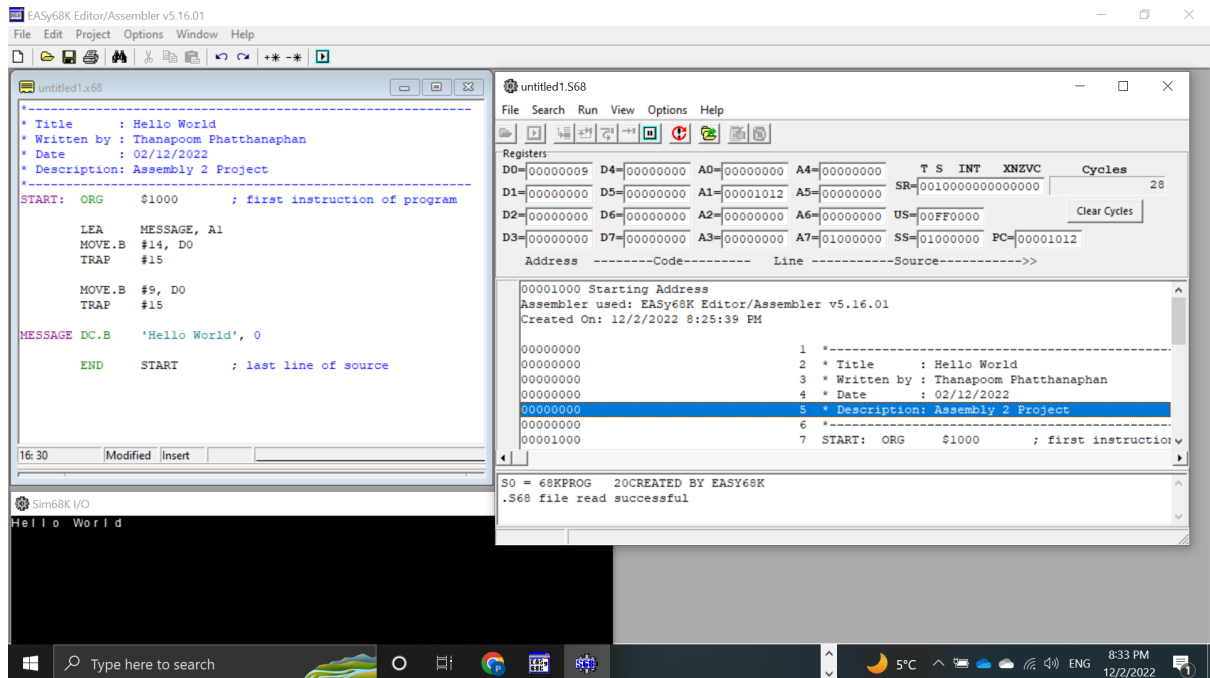 EASy68K Editor/Assembler v5.16.01
File Edit Project Options Window Help
untitled1.x68
*-----------------------------------------------------------
* Title      : Hello World
* Written by : Thanapoom Phatthanaphan
* Date       : 02/12/2022
* Description: Assembly 2 Project
*-----------------------------------------------------------
START: ORG $1000 ; first instruction of program
LEA MESSAGE, A1
MOVE.B #14, D0
TRAP #15
MOVE.B #9, D0
TRAP #15
MESSAGE DC.B 'Hello World', 0
END START ; last line of source
16: 30 Modified Insert
untitled1.S68
File Search Run View Options Help
Registers
D0= 00000009 D4= 00000000 A0= 00000000 A4= 00000000 T S INT XNZVC Cycles
SR= 0010000000000000 28
D1= 00000000 D5= 00000000 A1= 00001012 A5= 00000000
D2= 00000000 D6= 00000000 A2= 00000000 A6= 00000000 US= 00FF0000 Clear Cycles
D3= 00000000 D7= 00000000 A3= 00000000 A7= 01000000 SS= 01000000 PC= 00001012
Address --------Code--------- Line -----------Source----------->>
00001000 Starting Address
Assembler used: EASy68K Editor/Assembler v5.16.01
Created On: 12/2/2022 8:25:39 PM
00000000 1 *-----------------------------------------------
00000000 2 * Title : Hello World
00000000 3 * Written by : Thanapoom Phatthanaphan
00000000 4 * Date : 02/12/2022
00000000 5 * Description: Assembly 2 Project
00000000 6 *-----------------------------------------------
00001000 7 START: ORG $1000 ; first instruction
S0 = 68KPROG 20CREATED BY EASY68K
.S68 file read successful
Sim68K I/O
Hello World
Type here to search
5°C ENG 8:33 PM
12/2/2022
1